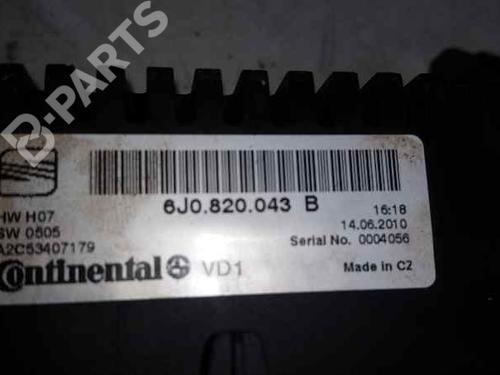 B-PARTS
6J0.820.043 B
HW H07
16:18
SW 0605
14.06.2010
A2C53407179
Serial No. 0004056
Continental VD1
Made in CZ